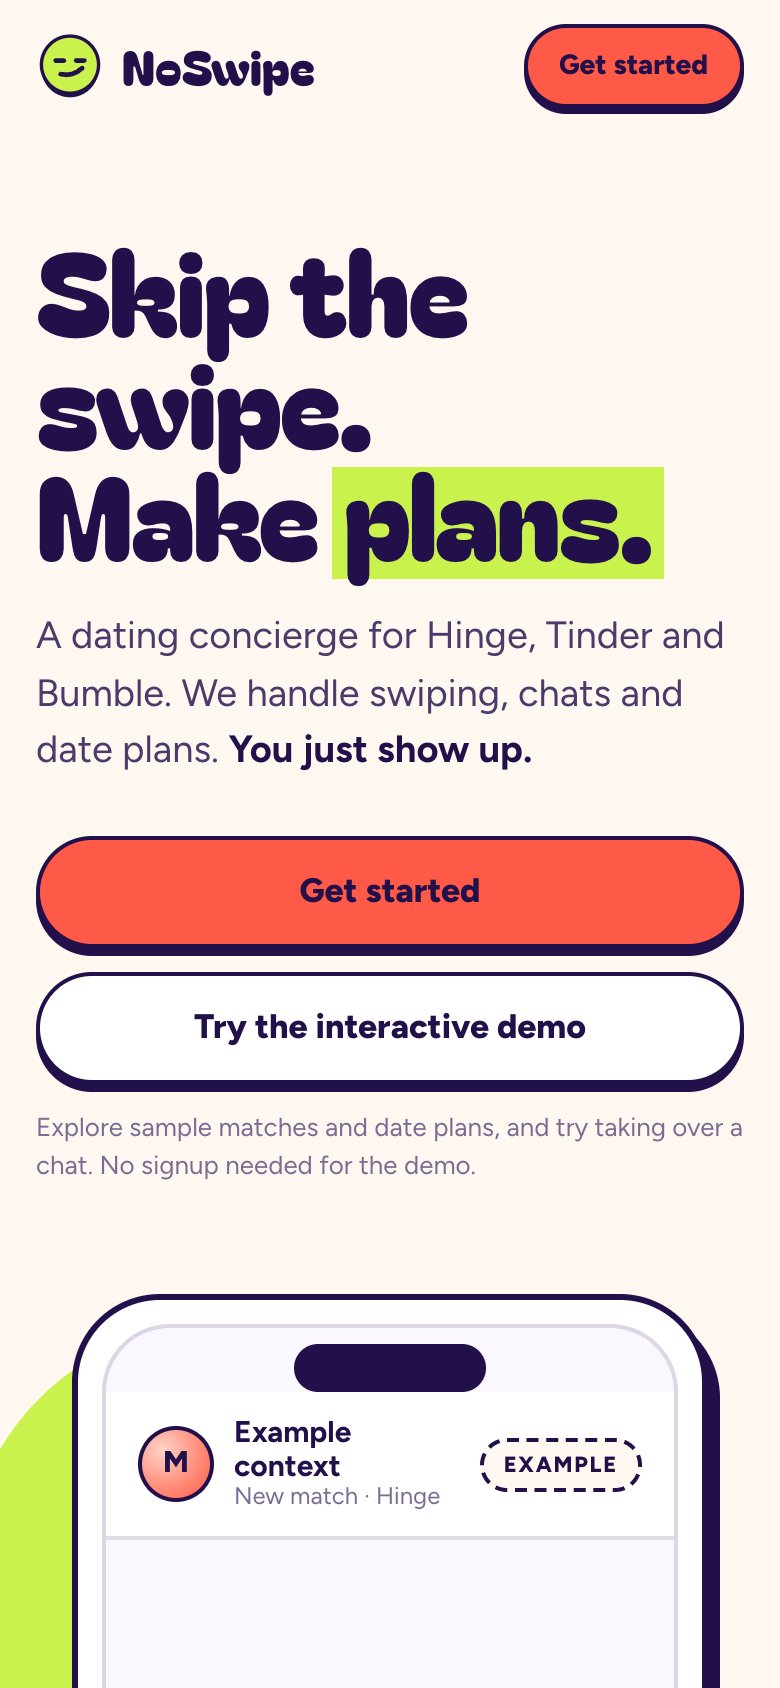 NoSwipe
Get started
Skip the
swipe.
Make plans.
A dating concierge for Hinge, Tinder and
Bumble. We handle swiping, chats and
date plans. You just show up.
Get started
Try the interactive demo
Explore sample matches and date plans, and try taking over a
chat. No signup needed for the demo.
M
Example
context
New match · Hinge
EXAMPLE